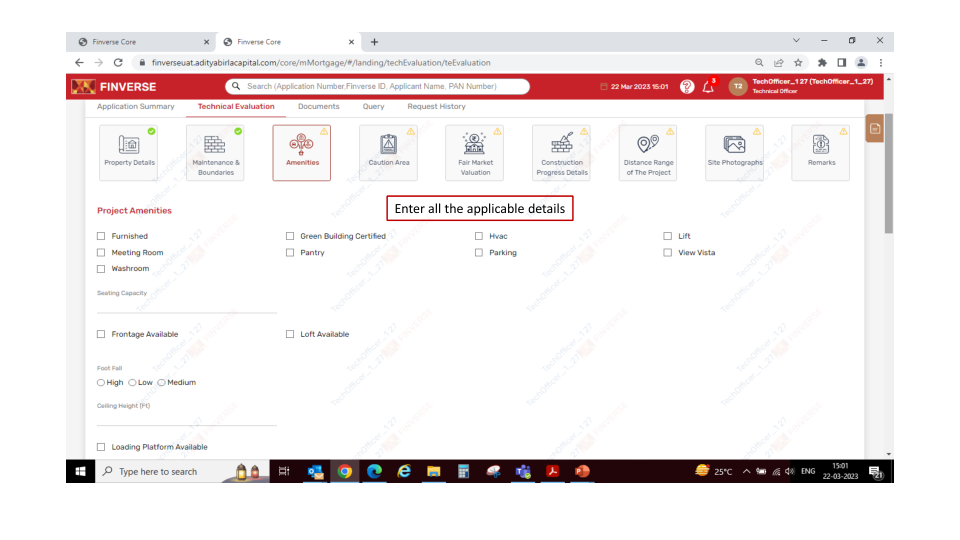 Finverse Core
Finverse Core
finverseuat.adityabirlacapital.com/core/mMortgage/#/landing/techEvaluation/teEvaluation
FINVERSE
Search (Application Number,Finverse ID, Applicant Name, PAN Number)
22 Mar 2023 15:01
3
T2
TechOfficer_1 27 (TechOfficer_1_27)
Technical Officer
Application Summary
Technical Evaluation
Documents
Query
Request History
Property Details
Maintenance &
Boundaries
Amenities
Caution Area
Fair Market
Valuation
Construction
Progress Details
Distance Range
of The Project
Site Photographs
Remarks
Enter all the applicable details
Project Amenities
Furnished
Green Building Certified
Hvac
Lift
Meeting Room
Pantry
Parking
View Vista
Washroom
Seating Capacity
Frontage Available
Loft Available
Foot Fall
High
Low
Medium
Ceiling Height (Ft)
Loading Platform Available
Type here to search
25°C
ENG
15:01
22-03-2023
21